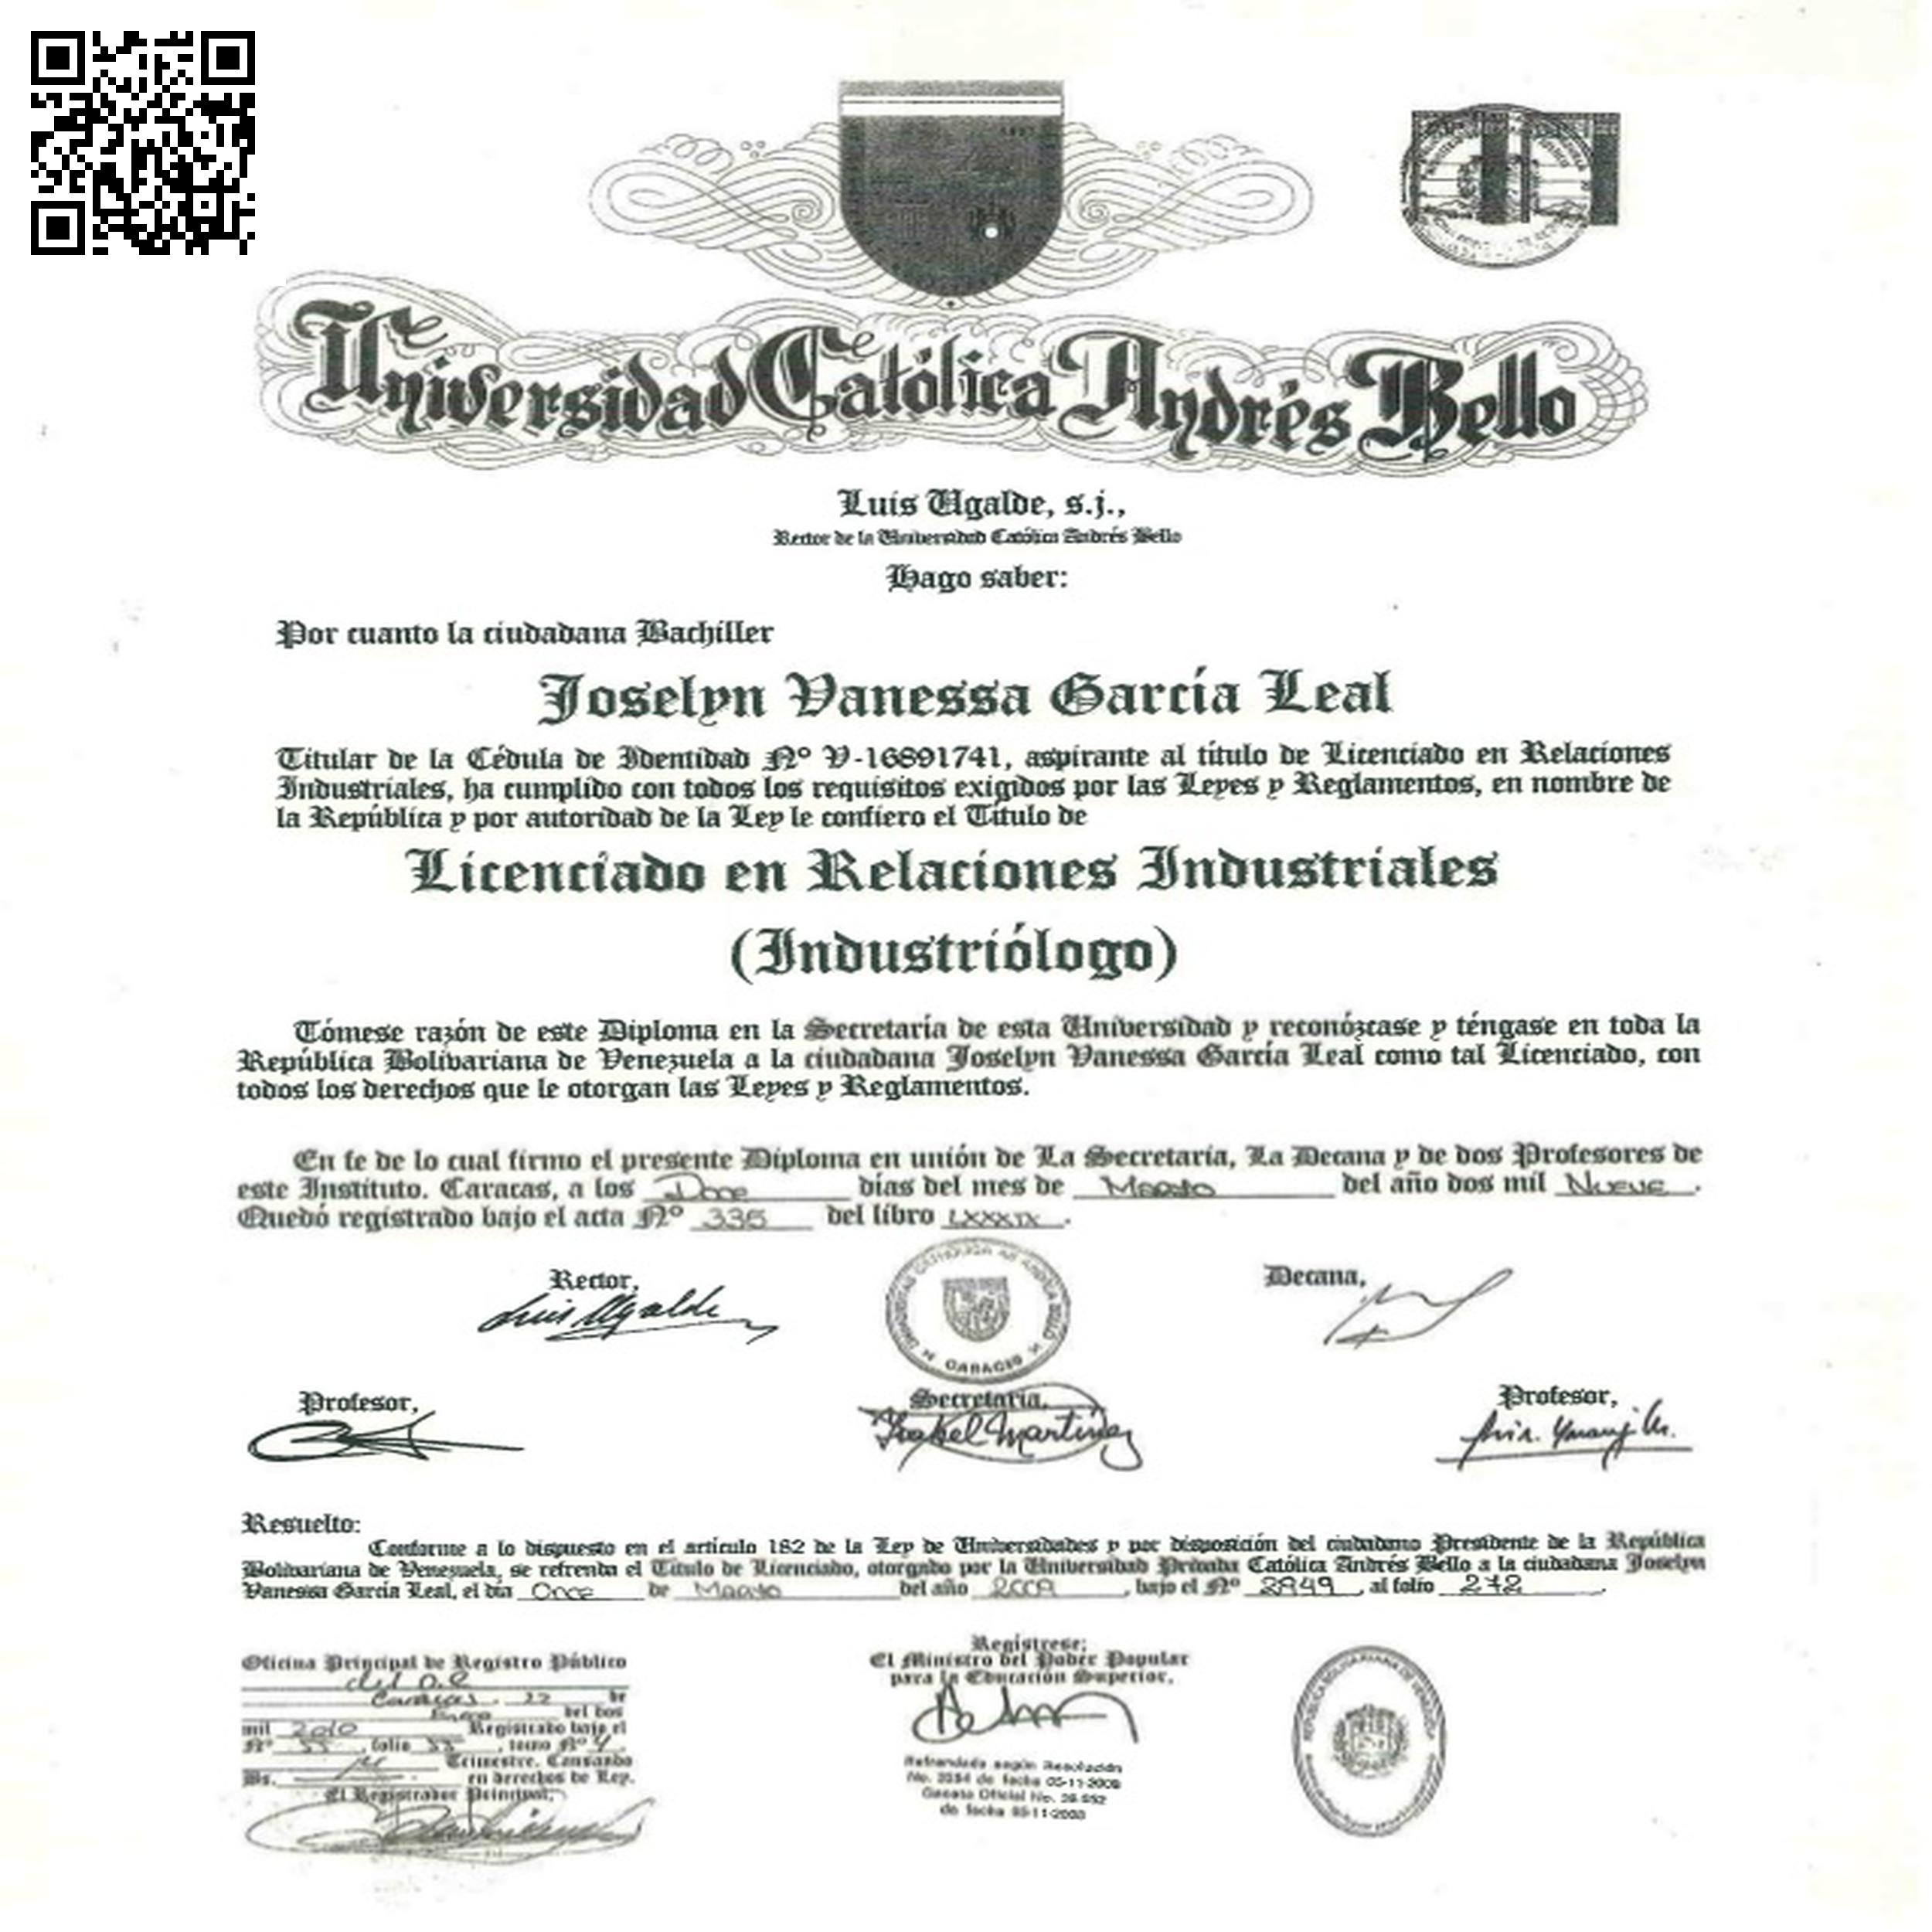 Universidad Católica Andrés Bello
Luis Ugalde, s.j.,
Rector de la Universidad Católica Andrés Bello
Hago saber:
Por cuanto la ciudadana Bachiller
Joselyn Vanessa García Leal
Titular de la Cédula de Identidad Nº V-16891741, aspirante al título de Licenciado en Relaciones
Industriales, ha cumplido con todos los requisitos exigidos por las Leyes y Reglamentos, en nombre de
la República y por autoridad de la Ley le confiero el Título de
Licenciado en Relaciones Industriales
(Industriólogo)
Tómese razón de este Diploma en la Secretaría de esta Universidad y reconózcase y téngase en toda la
República Bolivariana de Venezuela a la ciudadana Joselyn Vanessa García Leal como tal Licenciado, con
todos los derechos que le otorgan las Leyes y Reglamentos.
En fe de lo cual firmo el presente Diploma en unión de La Secretaria, La Decana y de dos Profesores de
este Instituto. Caracas, a los Doce días del mes de Marzo del año dos mil Nueve.
Quedó registrado bajo el acta Nº 335 del libro LXXXIX.
Rector, Decana,
Luis Ugalde
CARACAS
Profesor, Secretaria, Profesor,
Isabel Martínez
Resuelto:
Conforme a lo dispuesto en el artículo 182 de la Ley de Universidades y por disposición del ciudadano Presidente de la República
Bolivariana de Venezuela, se refrenda el Título de Licenciado, otorgado por la Universidad Privada Católica Andrés Bello a la ciudadana Joselyn
Vanessa García Leal, el día Once de Marzo del año 2009, bajo el Nº 2949, al folio 272.
Oficina Principal de Registro Público
del D.C
Caracas, 22 de
Enero del dos
mil 2010 Registrado bajo el
Nº 33, folio 33, tomo Nº 4,
Trimestre. Causando
Bs. en derechos de Ley.
El Registrador Principal,
Regístrese;
El Ministro del Poder Popular
para la Educación Superior,
Refrendado según Resolución
de fecha 05-11-2008
Gaceta Oficial No.
de fecha
REPÚBLICA BOLIVARIANA DE VENEZUELA